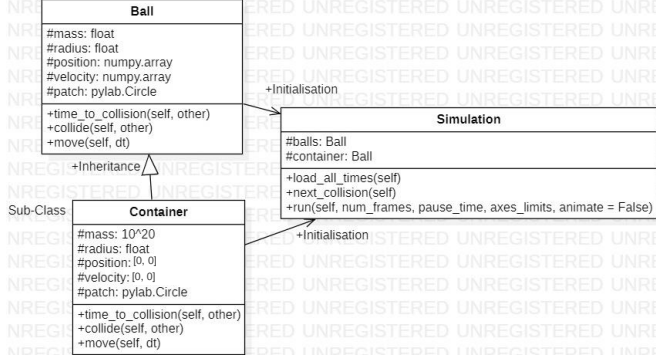 Ball
#mass: float
#radius: float
#position: numpy.array
#velocity: numpy.array
#patch: pylab.Circle
+time_to_collision(self, other)
+collide(self, other)
+move(self, dt)
+Initialisation
Simulation
#balls: Ball
#container: Ball
+load_all_times(self)
+next_collision(self)
+run(self, num_frames, pause_time, axes_limits, animate = False)
+Inheritance
Sub-Class
Container
#mass: 10^20
#radius: float
#position: [0, 0]
#velocity: [0, 0]
#patch: pylab.Circle
+time_to_collision(self, other)
+collide(self, other)
+move(self, dt)
+Initialisation
UNREGISTERED UNREGISTERED UNREGISTERED